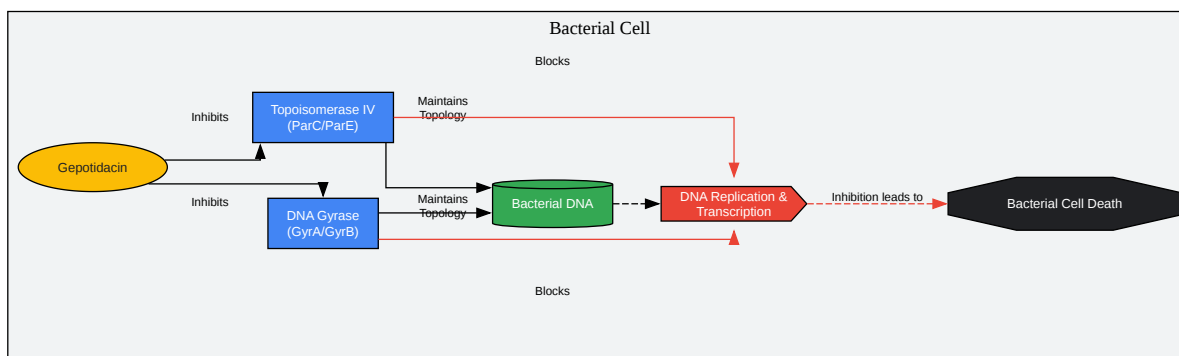 Bacterial Cell
Blocks
Inhibits
Topoisomerase IV
(ParC/ParE)
Maintains
Topology
Gepotidacin
Inhibits
DNA Gyrase
(GyrA/GyrB)
Maintains
Topology
Bacterial DNA
DNA Replication &
Transcription
Inhibition leads to
Bacterial Cell Death
Blocks